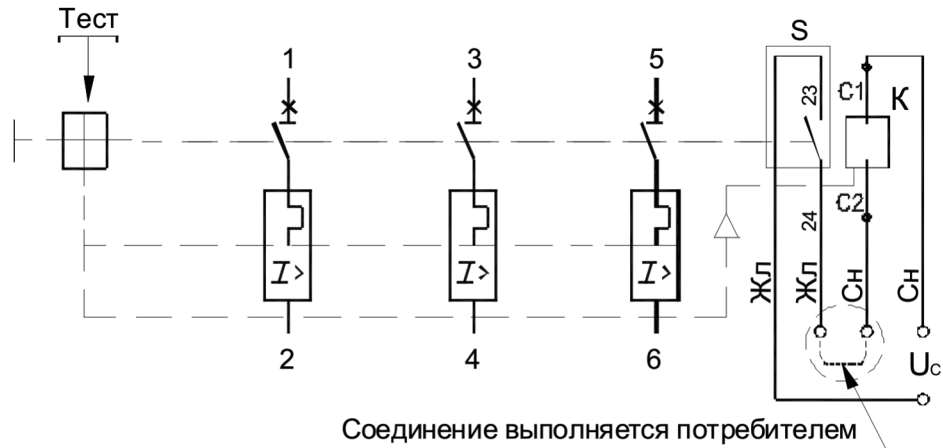 Тест
1
3
5
S
23
C1
К
24
C2
Жл
Жл
Сн
Сн
I>
I>
I>
2
4
6
Uc
Соединение выполняется потребителем